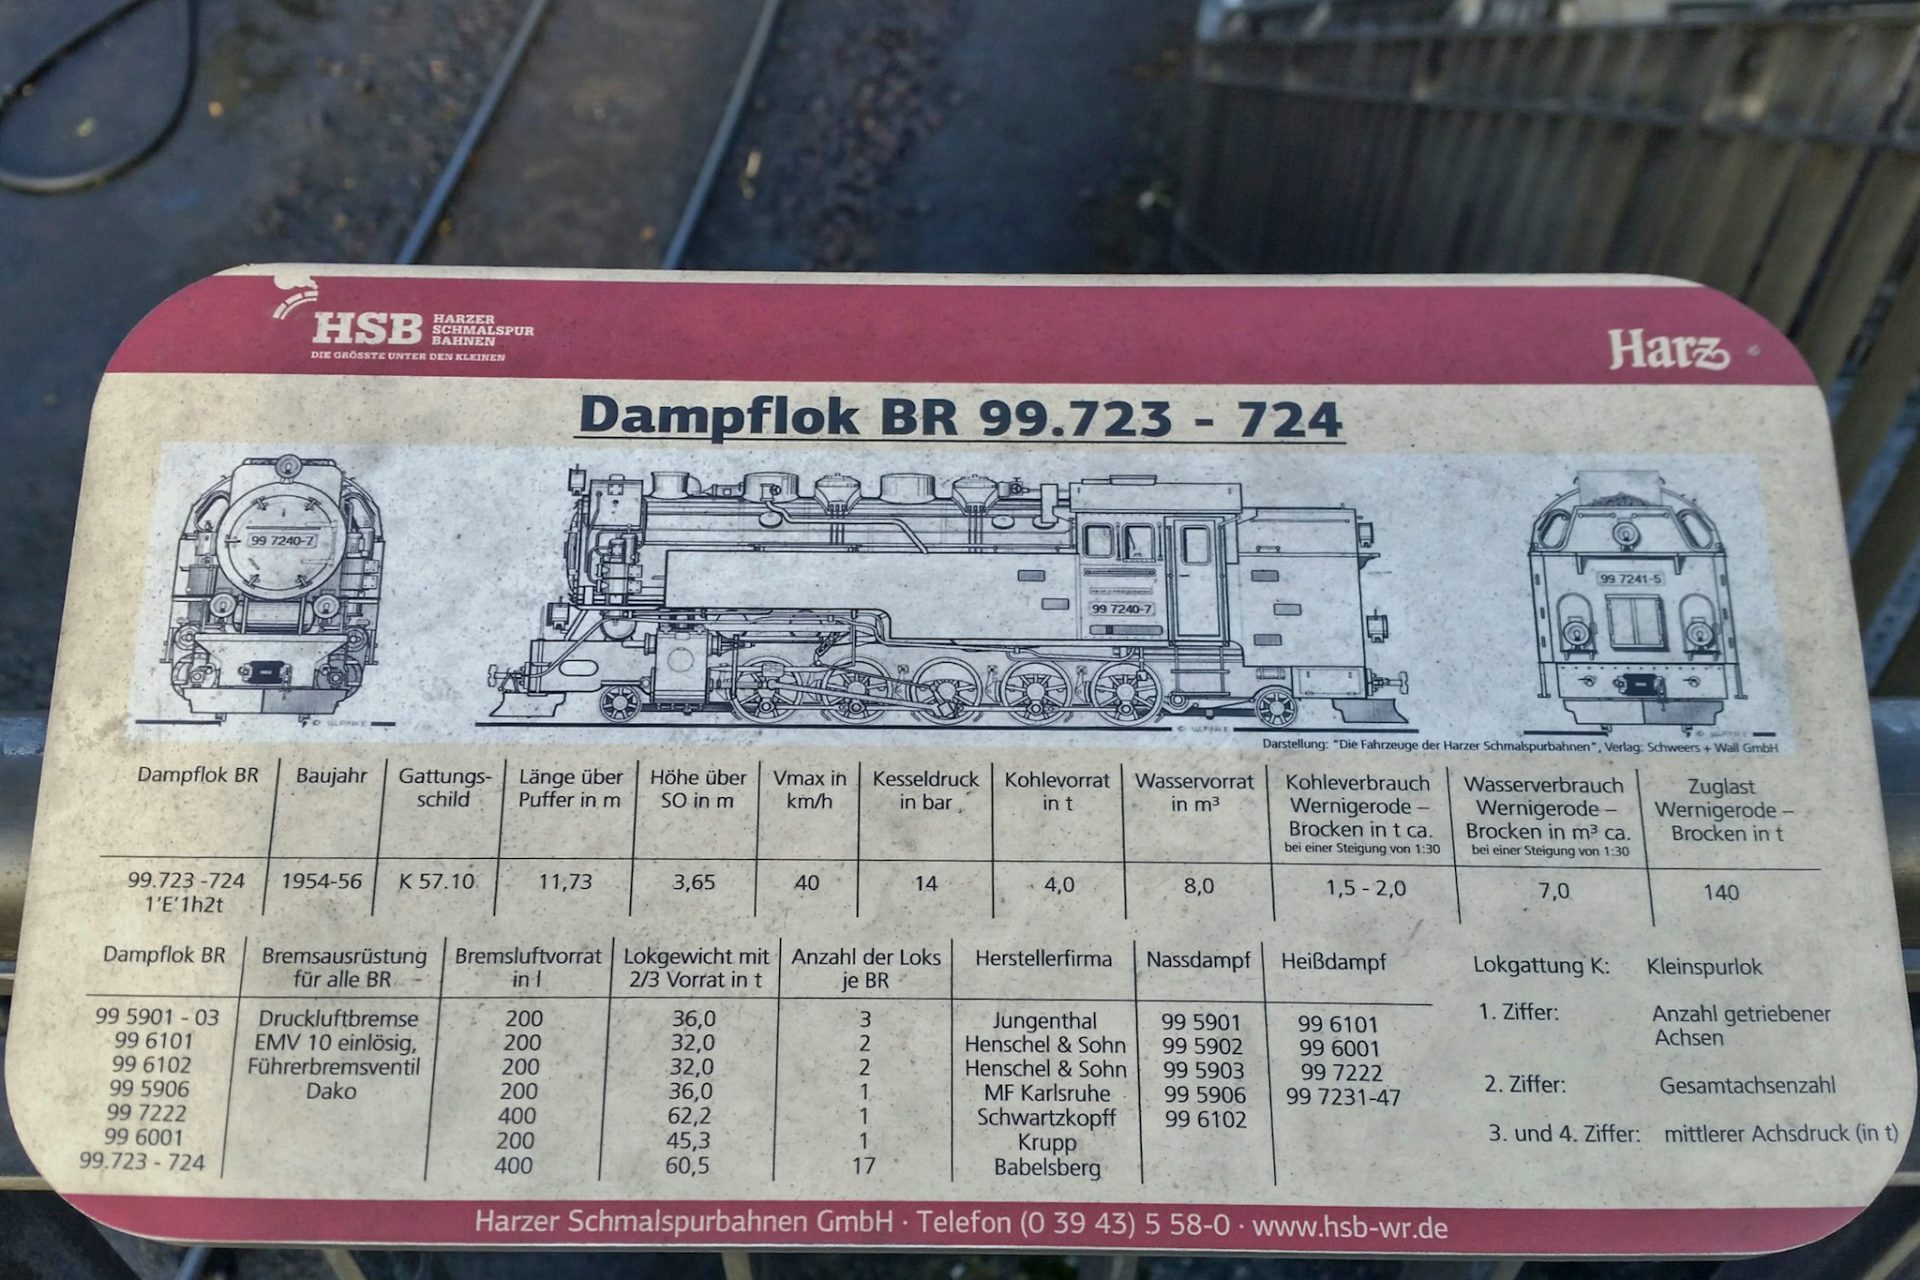 HSB HARZER
SCHMALSPUR
BAHNEN
DIE GRÖSSTE UNTER DEN KLEINEN
Harz
Dampflok BR 99.723 - 724
99 7240-7
99 7240-7
99 7241-5
Darstellung: "Die Fahrzeuge der Harzer Schmalspurbahnen", Verlag: Schweers + Wall GmbH
Dampflok BR
Baujahr
Gattungs-
schild
Länge über
Puffer in m
Höhe über
SO in m
Vmax in
km/h
Kesseldruck
in bar
Kohlevorrat
in t
Wasservorrat
in m³
Kohleverbrauch
Wernigerode –
Brocken in t ca.
bei einer Steigung von 1:30
Wasserverbrauch
Wernigerode –
Brocken in m³ ca.
bei einer Steigung von 1:30
Zuglast
Wernigerode –
Brocken in t
99.723 -724 1954-56 K 57.10 11,73 3,65 40 14 4,0 8,0 1,5 - 2,0 7,0 140
1'E'1h2t
Dampflok BR
Bremsausrüstung
für alle BR
Bremsluftvorrat
in l
Lokgewicht mit
2/3 Vorrat in t
Anzahl der Loks
je BR
Herstellerfirma
Nassdampf
Heißdampf
99 5901 - 03 Druckluftbremse 200 36,0 3 Jungenthal 99 5901 99 6101
99 6101 EMV 10 einlösig, 200 32,0 2 Henschel & Sohn 99 5902 99 6001
99 6102 Führerbremsventil 200 32,0 2 Henschel & Sohn 99 5903 99 7222
99 5906 Dako 200 36,0 1 MF Karlsruhe 99 5906 99 7231-47
99 7222 400 62,2 1 Schwartzkopff 99 6102
99 6001 200 45,3 1 Krupp
99.723 - 724 400 60,5 17 Babelsberg
Lokgattung K: Kleinspurlok
1. Ziffer: Anzahl getriebener
Achsen
2. Ziffer: Gesamtachsenzahl
3. und 4. Ziffer: mittlerer Achsdruck (in t)
Harzer Schmalspurbahnen GmbH · Telefon (0 39 43) 5 58-0 · www.hsb-wr.de